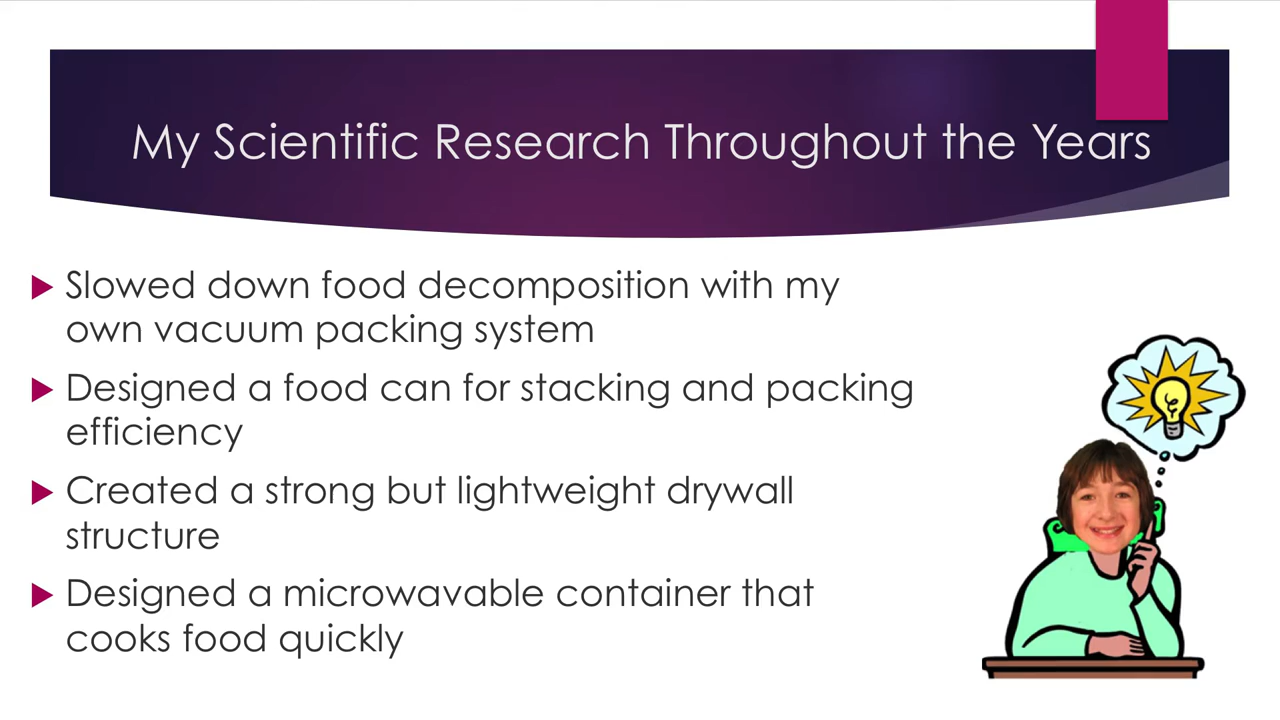 My Scientific Research Throughout the Years
Slowed down food decomposition with my
own vacuum packing system
Designed a food can for stacking and packing
efficiency
Created a strong but lightweight drywall
structure
Designed a microwavable container that
cooks food quickly